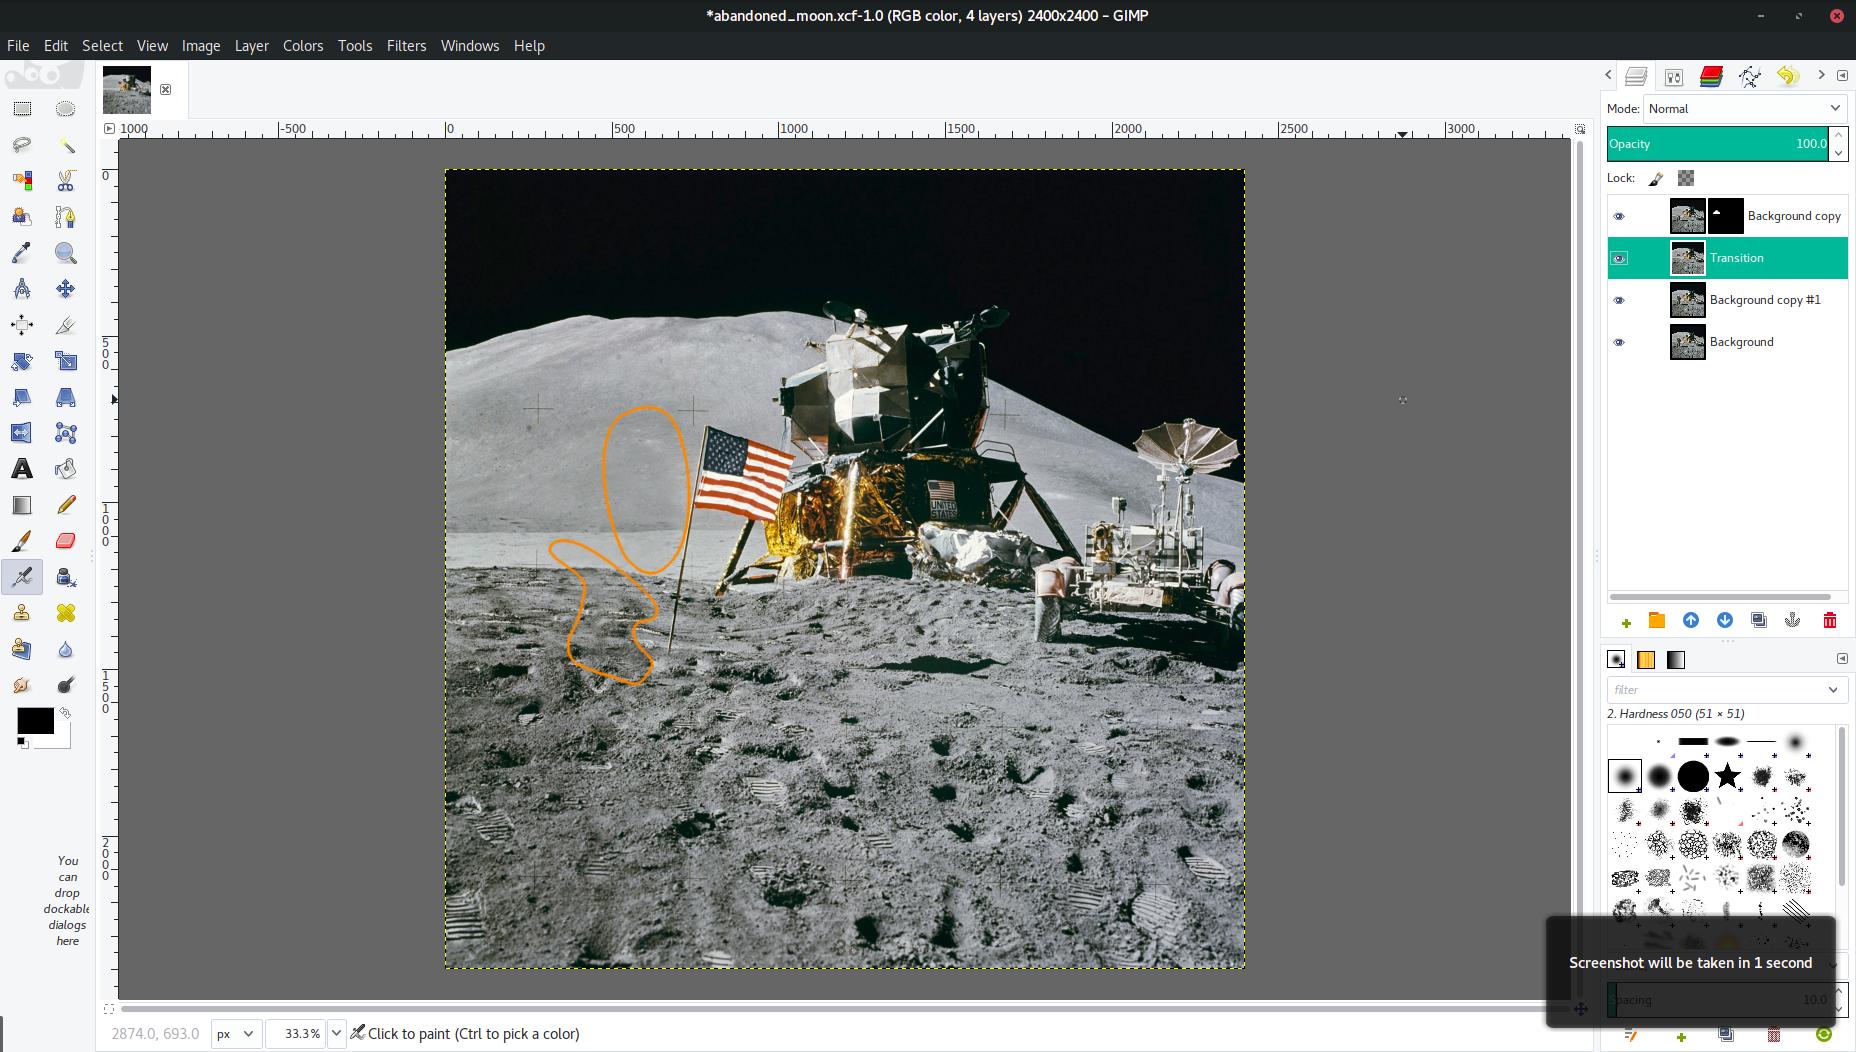 *abandoned_moon.xcf-1.0 (RGB color, 4 layers) 2400x2400 – GIMP
File Edit Select View Image Layer Colors Tools Filters Windows Help
1000 -500 0 500 1000 1500 2000 2500 3000
0
500
1000
1500
2000
Mode: Normal
Opacity 100.0
Lock:
Background copy
Transition
Background copy #1
Background
UNITED
STATES
filter
2. Hardness 050 (51 × 51)
You
can
drop
dockable
dialogs
here
Screenshot will be taken in 1 second
Spacing 10.0
2874.0, 693.0 px 33.3% Click to paint (Ctrl to pick a color)